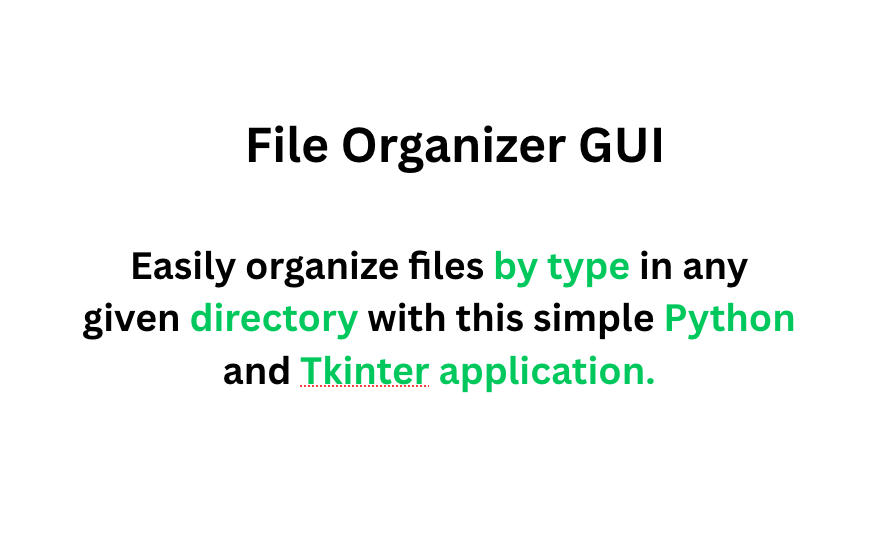 File Organizer GUI
Easily organize files by type in any
given directory with this simple Python
and Tkinter application.